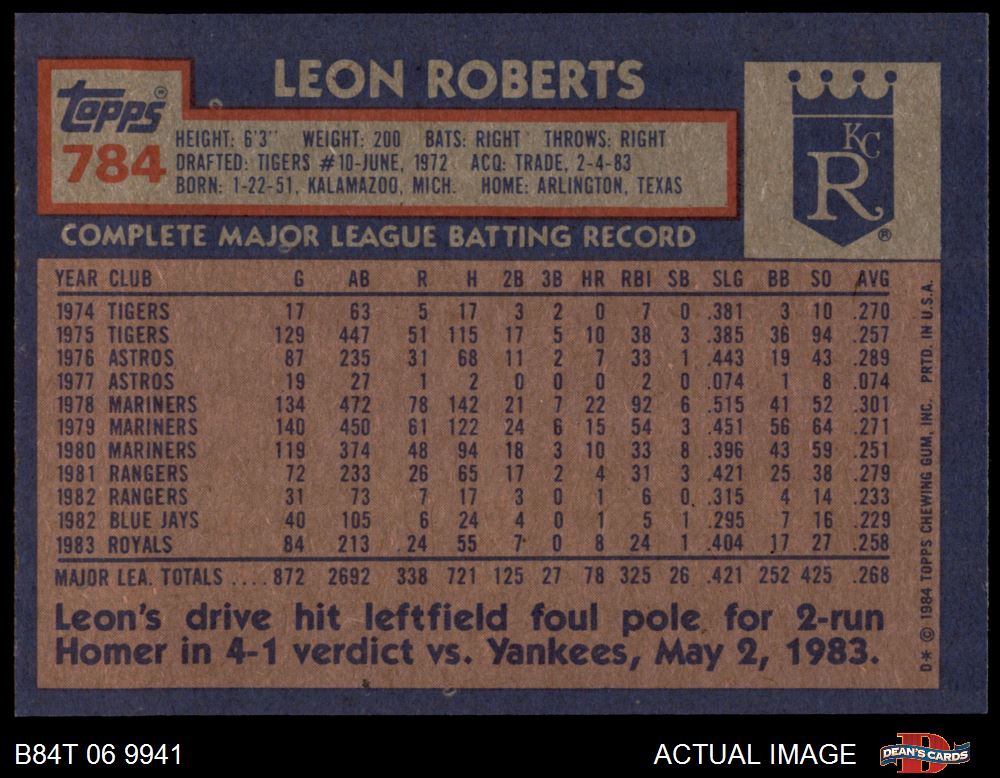 LEON ROBERTS
Topps®
784
HEIGHT: 6'3" WEIGHT: 200 BATS: RIGHT THROWS: RIGHT
DRAFTED: TIGERS #10-JUNE, 1972 ACQ: TRADE, 2-4-83
BORN: 1-22-51, KALAMAZOO, MICH. HOME: ARLINGTON, TEXAS
KC
R
®
COMPLETE MAJOR LEAGUE BATTING RECORD
YEAR CLUB G AB R H 2B 3B HR RBI SB SLG BB SO AVG
1974 TIGERS 17 63 5 17 3 2 0 7 0 .381 3 10 .270
1975 TIGERS 129 447 51 115 17 5 10 38 3 .385 36 94 .257
1976 ASTROS 87 235 31 68 11 2 7 33 1 .443 19 43 .289
1977 ASTROS 19 27 1 2 0 0 0 2 0 .074 1 8 .074
1978 MARINERS 134 472 78 142 21 7 22 92 6 .515 41 52 .301
1979 MARINERS 140 450 61 122 24 6 15 54 3 .451 56 64 .271
1980 MARINERS 119 374 48 94 18 3 10 33 8 .396 43 59 .251
1981 RANGERS 72 233 26 65 17 2 4 31 3 .421 25 38 .279
1982 RANGERS 31 73 7 17 3 0 1 6 0 .315 4 14 .233
1982 BLUE JAYS 40 105 6 24 4 0 1 5 1 .295 7 16 .229
1983 ROYALS 84 213 24 55 7 0 8 24 1 .404 17 27 .258
MAJOR LEA. TOTALS .... 872 2692 338 721 125 27 78 325 26 .421 252 425 .268
Leon's drive hit leftfield foul pole for 2-run
Homer in 4-1 verdict vs. Yankees, May 2, 1983.
D* © 1984 TOPPS CHEWING GUM, INC. PRTD. IN U.S.A.
B84T 06 9941
ACTUAL IMAGE
DEAN'S CARDS